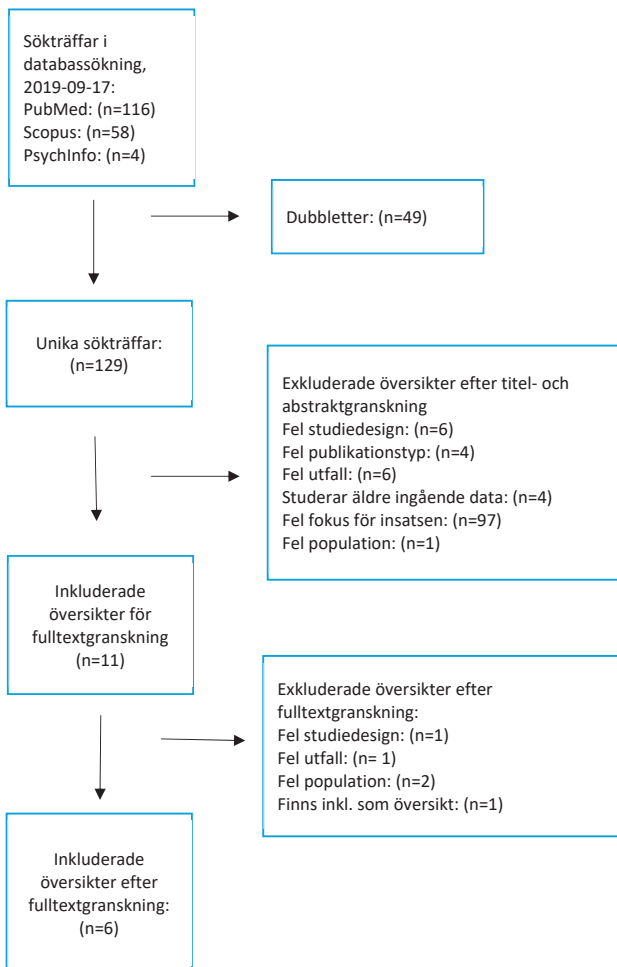 Sökträffar i
databassökning,
2019-09-17:
PubMed: (n=116)
Scopus: (n=58)
PsychInfo: (n=4)
Dubbletter: (n=49)
Unika sökträffar:
(n=129)
Exkluderade översikter efter titel- och
abstraktgranskning
Fel studiedesign: (n=6)
Fel publikationstyp: (n=4)
Fel utfall: (n=6)
Studerar äldre ingående data: (n=4)
Fel fokus för insatsen: (n=97)
Fel population: (n=1)
Inkluderade
översikter för
fulltextgranskning
(n=11)
Exkluderade översikter efter
fulltextgranskning:
Fel studiedesign: (n=1)
Fel utfall: (n= 1)
Fel population: (n=2)
Finns inkl. som översikt: (n=1)
Inkluderade
översikter efter
fulltextgranskning:
(n=6)